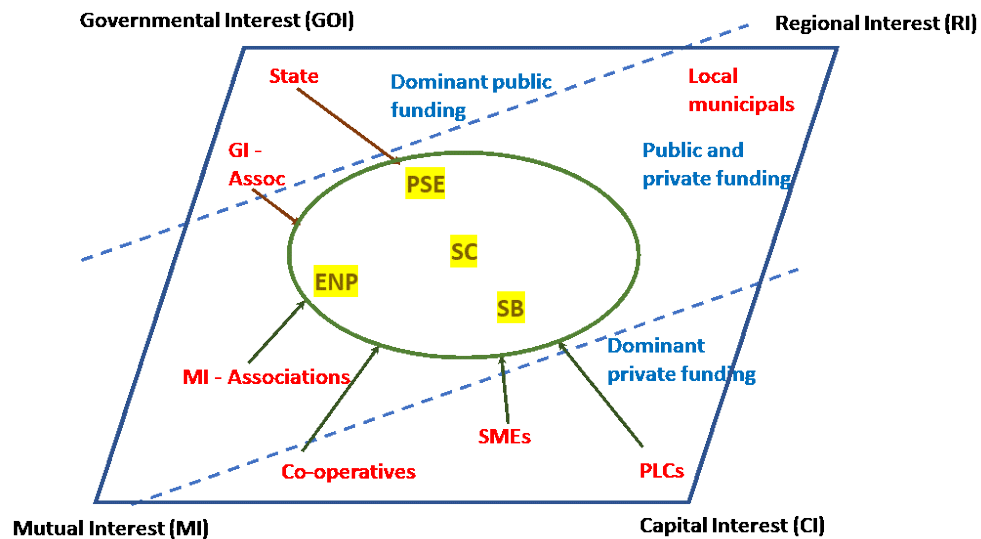 Governmental Interest (GOI)
Regional Interest (RI)
State
Dominant public
funding
Local
municipals
GI -
Assoc
Public and
private funding
PSE
SC
ENP
SB
Dominant
private funding
MI - Associations
SMEs
Co-operatives
PLCs
Mutual Interest (MI)
Capital Interest (CI)